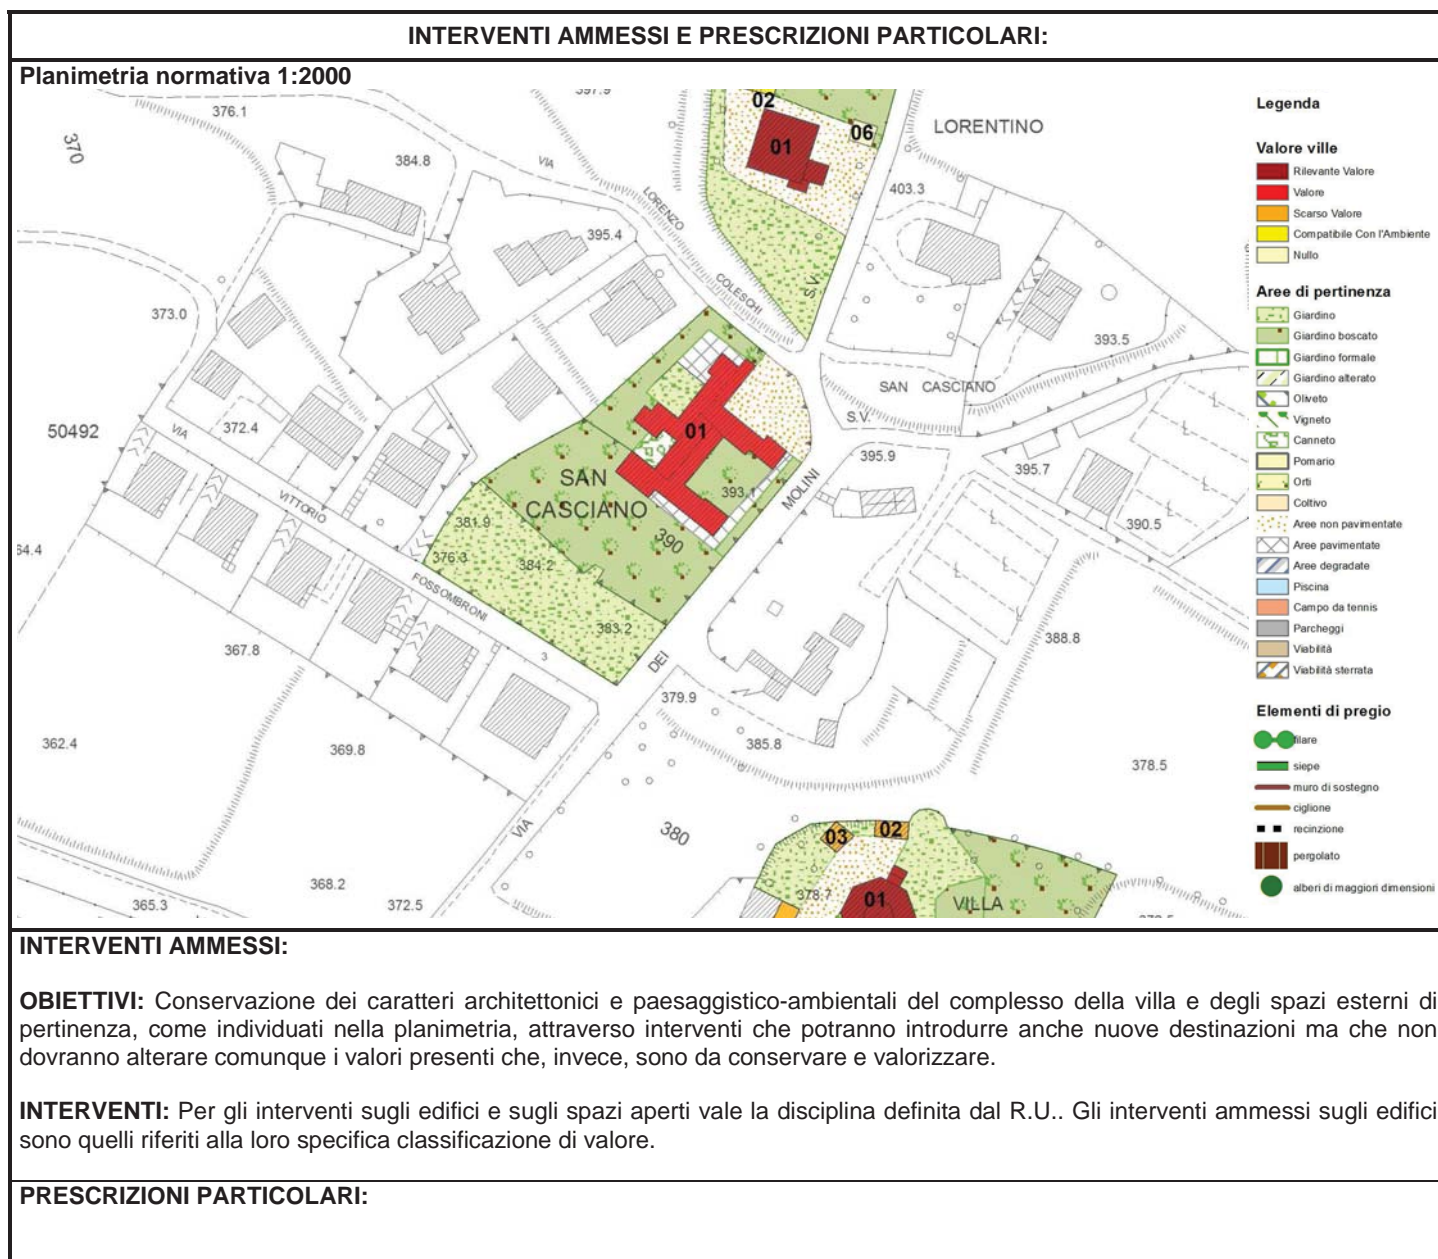 INTERVENTI AMMESSI E PRESCRIZIONI PARTICOLARI:
Planimetria normativa 1:2000
397.9
376.1
370
384.8
VIA
LORENZO
COLESCHI
02
06
01
LORENTINO
403.3
395.4
S.V.
373.0
393.5
SAN CASCIANO
S.V.
50492
VIA
372.4
01
395.9
395.7
SAN
CASCIANO
393.1
MOLINI
VITTORIO
381.9
390
390.5
64.4
376.3
384.2
FOSSOMBRONI
383.2
388.8
367.8
3
DEI
379.9
362.4
369.8
385.8
378.5
VIA
380
03
02
368.2
378.7
01
VILLA
365.3
372.5
Legenda
Valore ville
Rilevante Valore
Valore
Scarso Valore
Compatibile Con l'Ambiente
Nullo
Aree di pertinenza
Giardino
Giardino boscato
Giardino formale
Giardino alterato
Oliveto
Vigneto
Canneto
Pomario
Orti
Coltivo
Aree non pavimentate
Aree pavimentate
Aree degradate
Piscina
Campo da tennis
Parcheggi
Viabilità
Viabilità sterrata
Elementi di pregio
filare
siepe
muro di sostegno
ciglione
recinzione
pergolato
alberi di maggiori dimensioni
INTERVENTI AMMESSI:
OBIETTIVI: Conservazione dei caratteri architettonici e paesaggistico-ambientali del complesso della villa e degli spazi esterni di
pertinenza, come individuati nella planimetria, attraverso interventi che potranno introdurre anche nuove destinazioni ma che non
dovranno alterare comunque i valori presenti che, invece, sono da conservare e valorizzare.
INTERVENTI: Per gli interventi sugli edifici e sugli spazi aperti vale la disciplina definita dal R.U.. Gli interventi ammessi sugli edifici
sono quelli riferiti alla loro specifica classificazione di valore.
PRESCRIZIONI PARTICOLARI: